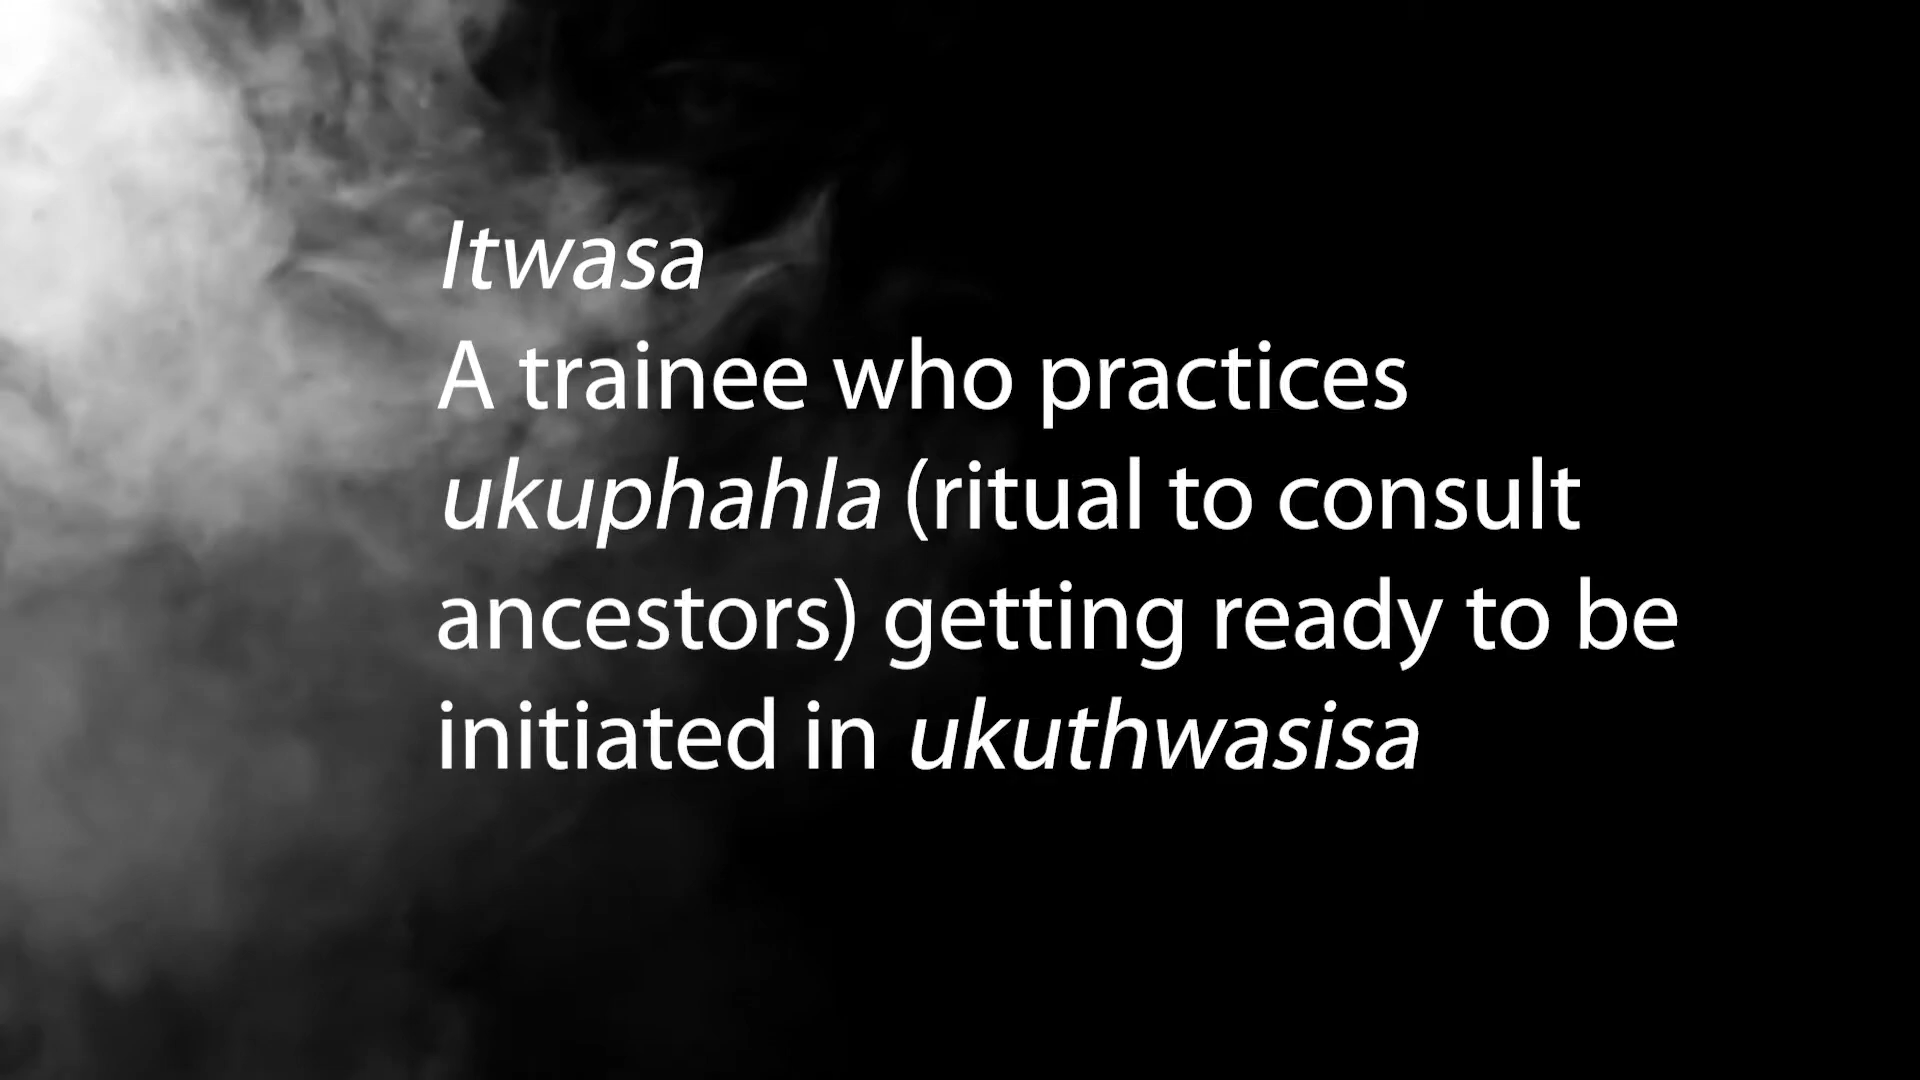 Itwasa
A trainee who practices
ukuphahla (ritual to consult
ancestors) getting ready to be
initiated in ukuthwasisa